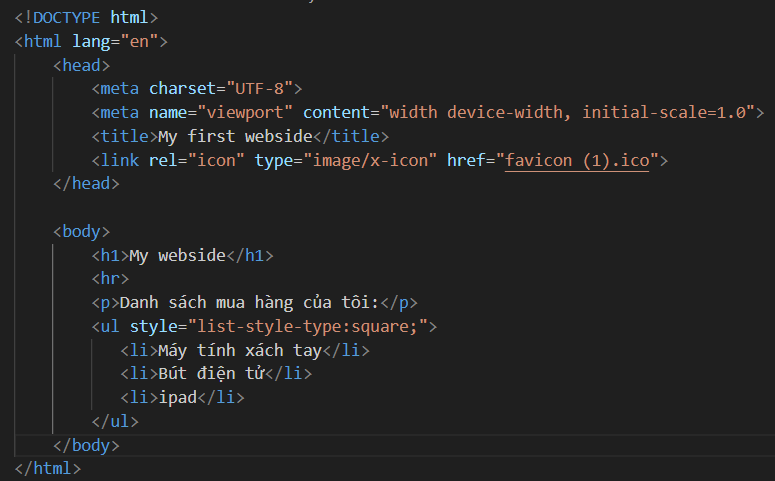 <!DOCTYPE html>
<html lang="en">
<head>
<meta charset="UTF-8">
<meta name="viewport" content="width device-width, initial-scale=1.0">
<title>My first webside</title>
<link rel="icon" type="image/x-icon" href="favicon (1).ico">
</head>
<body>
<h1>My webside</h1>
<hr>
<p>Danh sách mua hàng của tôi:</p>
<ul style="list-style-type:square;">
<li>Máy tính xách tay</li>
<li>Bút điện tử</li>
<li>ipad</li>
</ul>
</body>
</html>